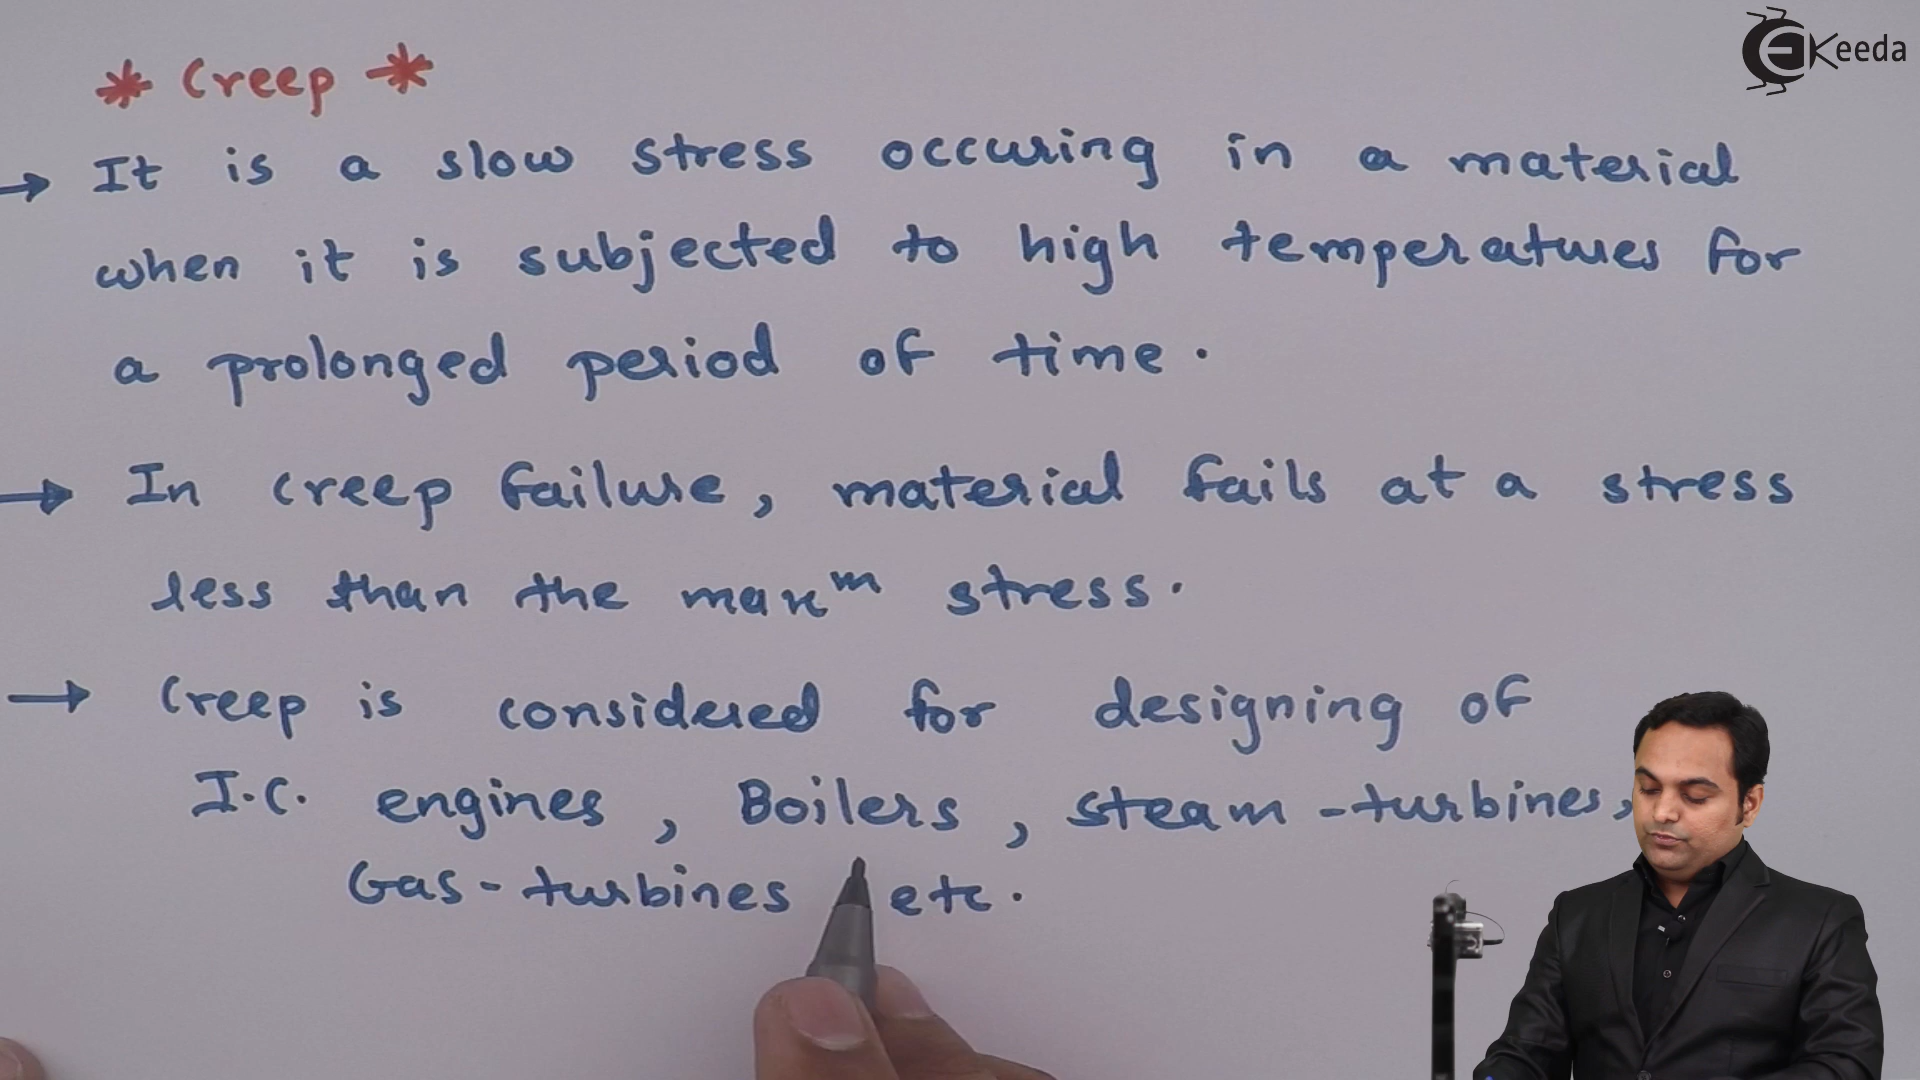 Ekeeda
* Creep *
→ It is a slow stress occuring in a material
when it is subjected to high temperatures for
a prolonged period of time.
→ In creep failure, material fails at a stress
less than the maxᵐ stress.
→ Creep is considered for designing of
I.C. engines, Boilers, steam-turbines,
Gas-turbines etc.